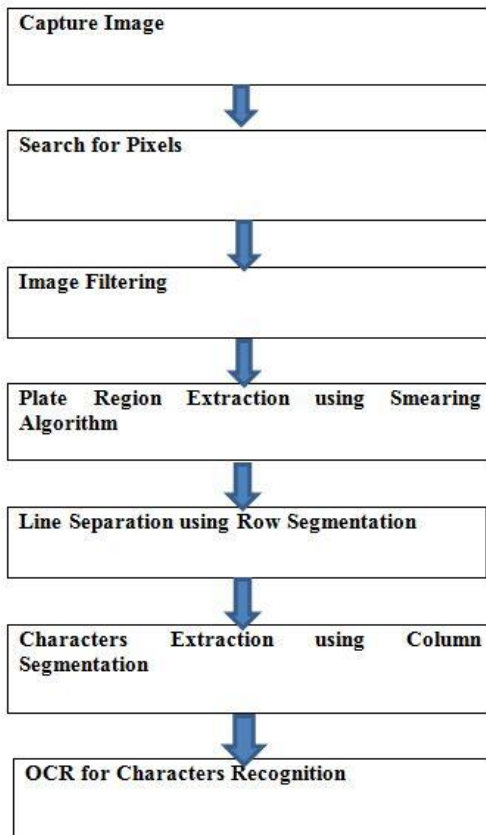 Capture Image
Search for Pixels
Image Filtering
Plate Region Extraction using Smearing
Algorithm
Line Separation using Row Segmentation
Characters Extraction using Column
Segmentation
OCR for Characters Recognition